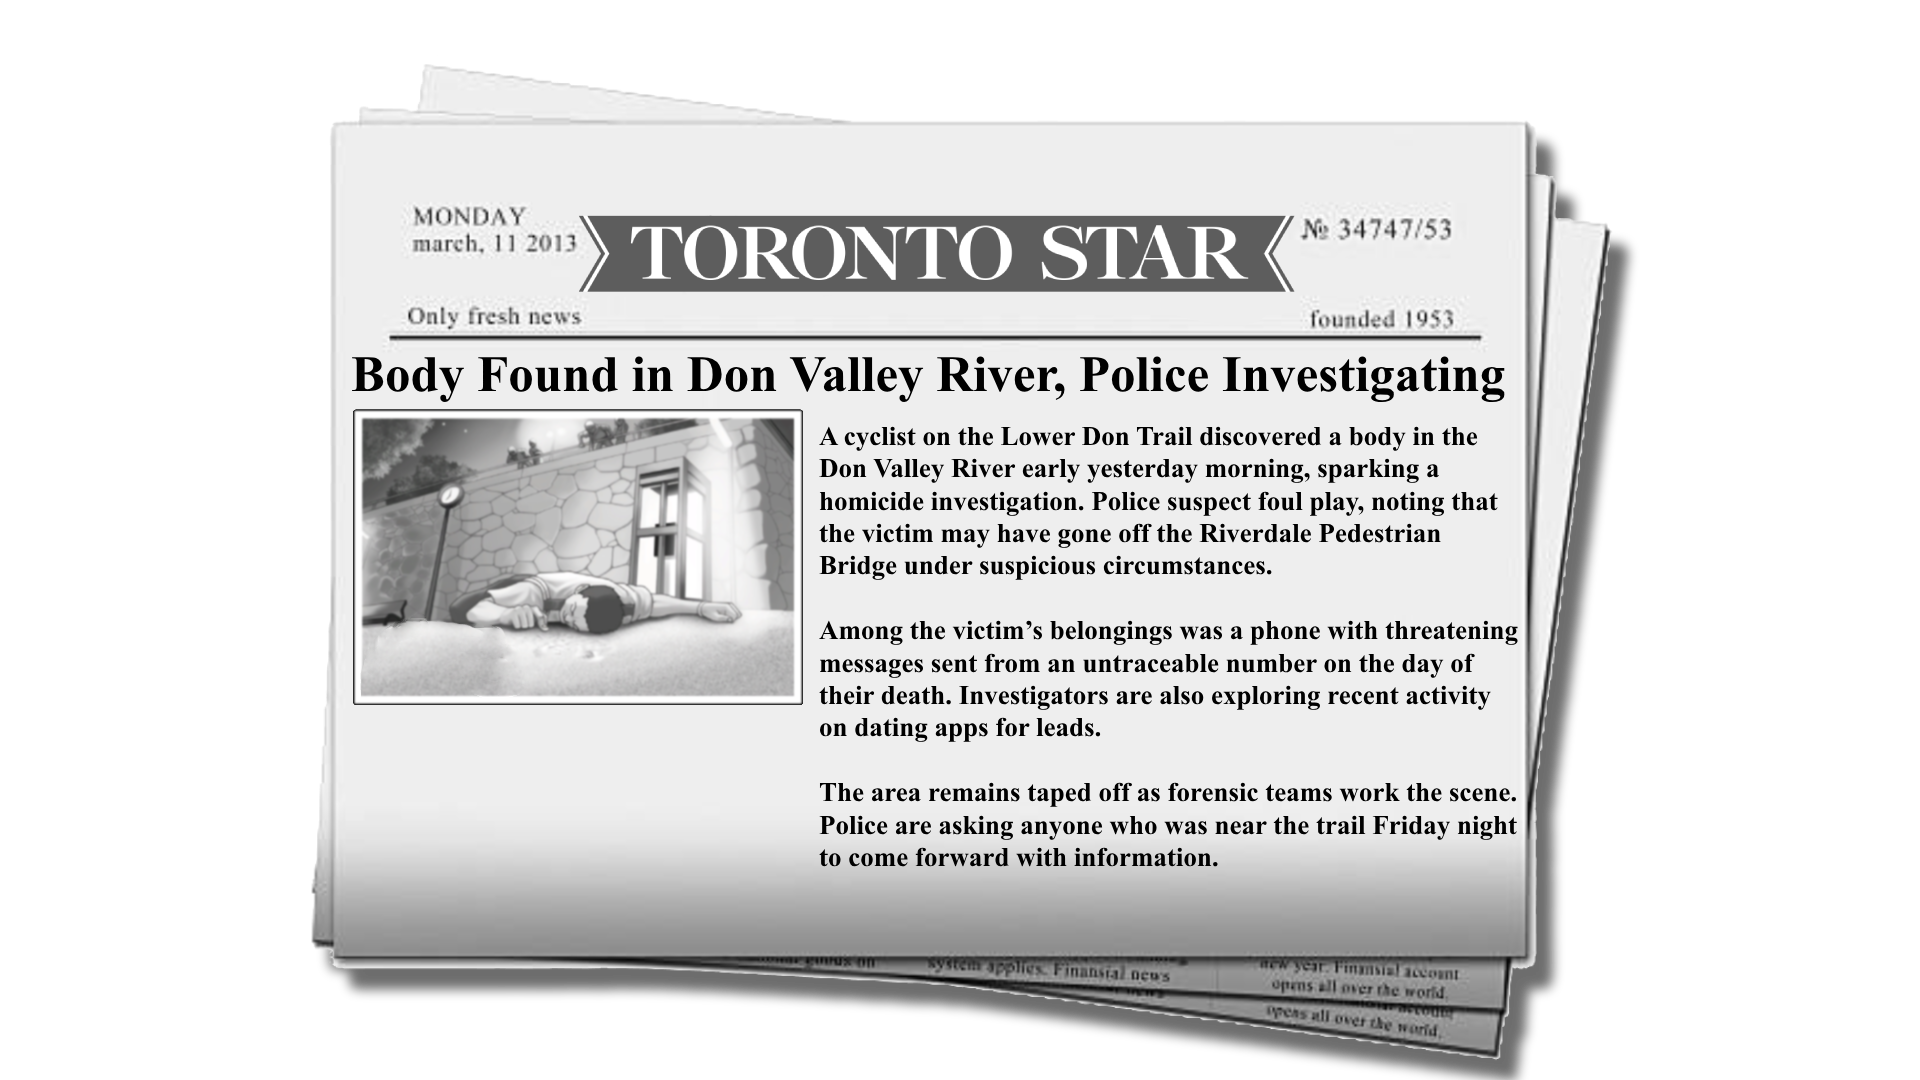 MONDAY
march, 11 2013
TORONTO STAR
№ 34747/53
Only fresh news
founded 1953
Body Found in Don Valley River, Police Investigating
A cyclist on the Lower Don Trail discovered a body in the
Don Valley River early yesterday morning, sparking a
homicide investigation. Police suspect foul play, noting that
the victim may have gone off the Riverdale Pedestrian
Bridge under suspicious circumstances.
Among the victim’s belongings was a phone with threatening
messages sent from an untraceable number on the day of
their death. Investigators are also exploring recent activity
on dating apps for leads.
The area remains taped off as forensic teams work the scene.
Police are asking anyone who was near the trail Friday night
to come forward with information.
goods on
system applies. Finansial news
news
new year. Finansial account
opens all over the world.
account
opens all over the world.